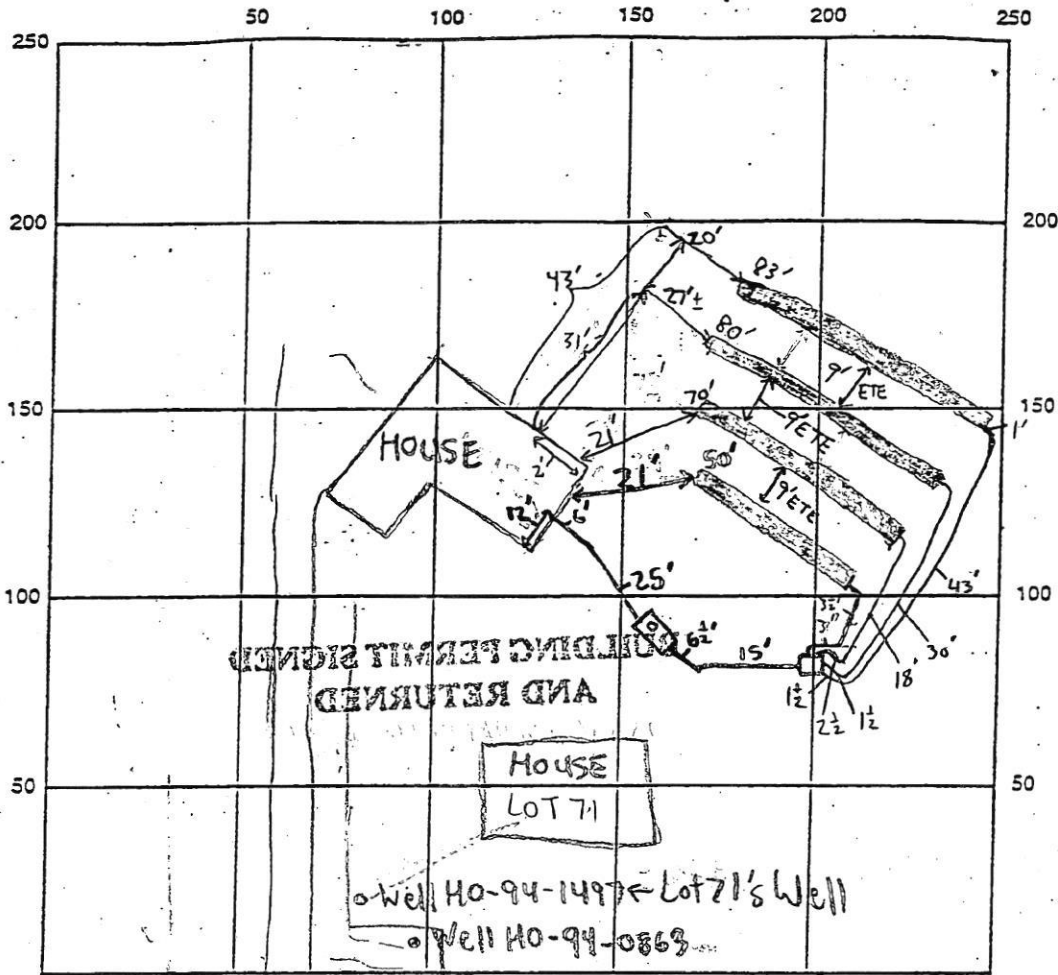 50 100 150 200 250
250
200 200
150 150
100 100
50 50
43'
20'
83'
27'±
31'
80'
9'
ETE
70'
9'ETE
1'
HOUSE
21'
2'
50'
21'
9'ETE
12'
6'
25'
43'
30'
18'
6½'
15'
1½
2½
1½
BUILDING PERMIT SIGNED
AND RETURNED
HOUSE
LOT 71
Well HO-94-1497 ← Lot 71's Well
Well HO-94-0863